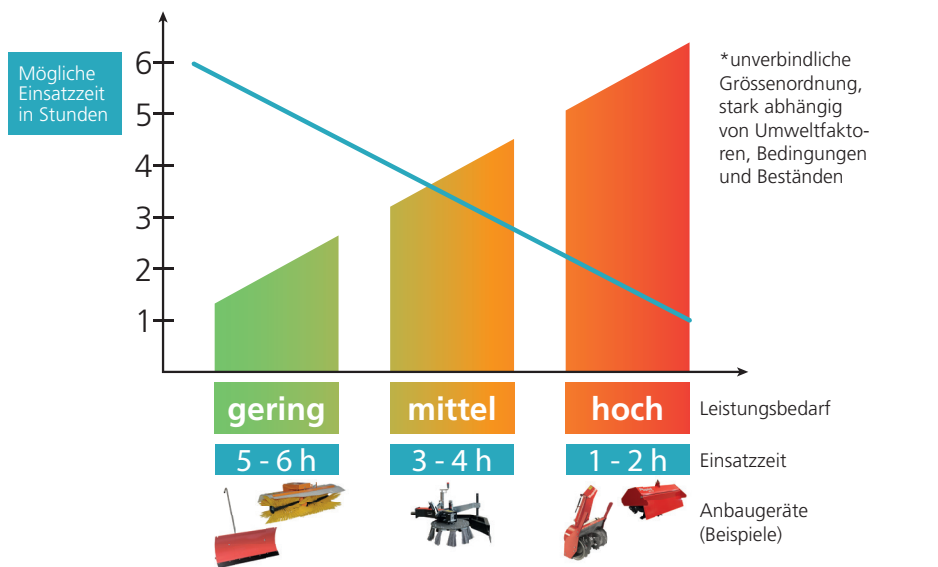 Mögliche
Einsatzzeit
in Stunden
6
5
4
3
2
1
*unverbindliche
Grössenordnung,
stark abhängig
von Umweltfakto-
ren, Bedingungen
und Beständen
gering mittel hoch Leistungsbedarf
5 - 6 h 3 - 4 h 1 - 2 h Einsatzzeit
Anbaugeräte
(Beispiele)